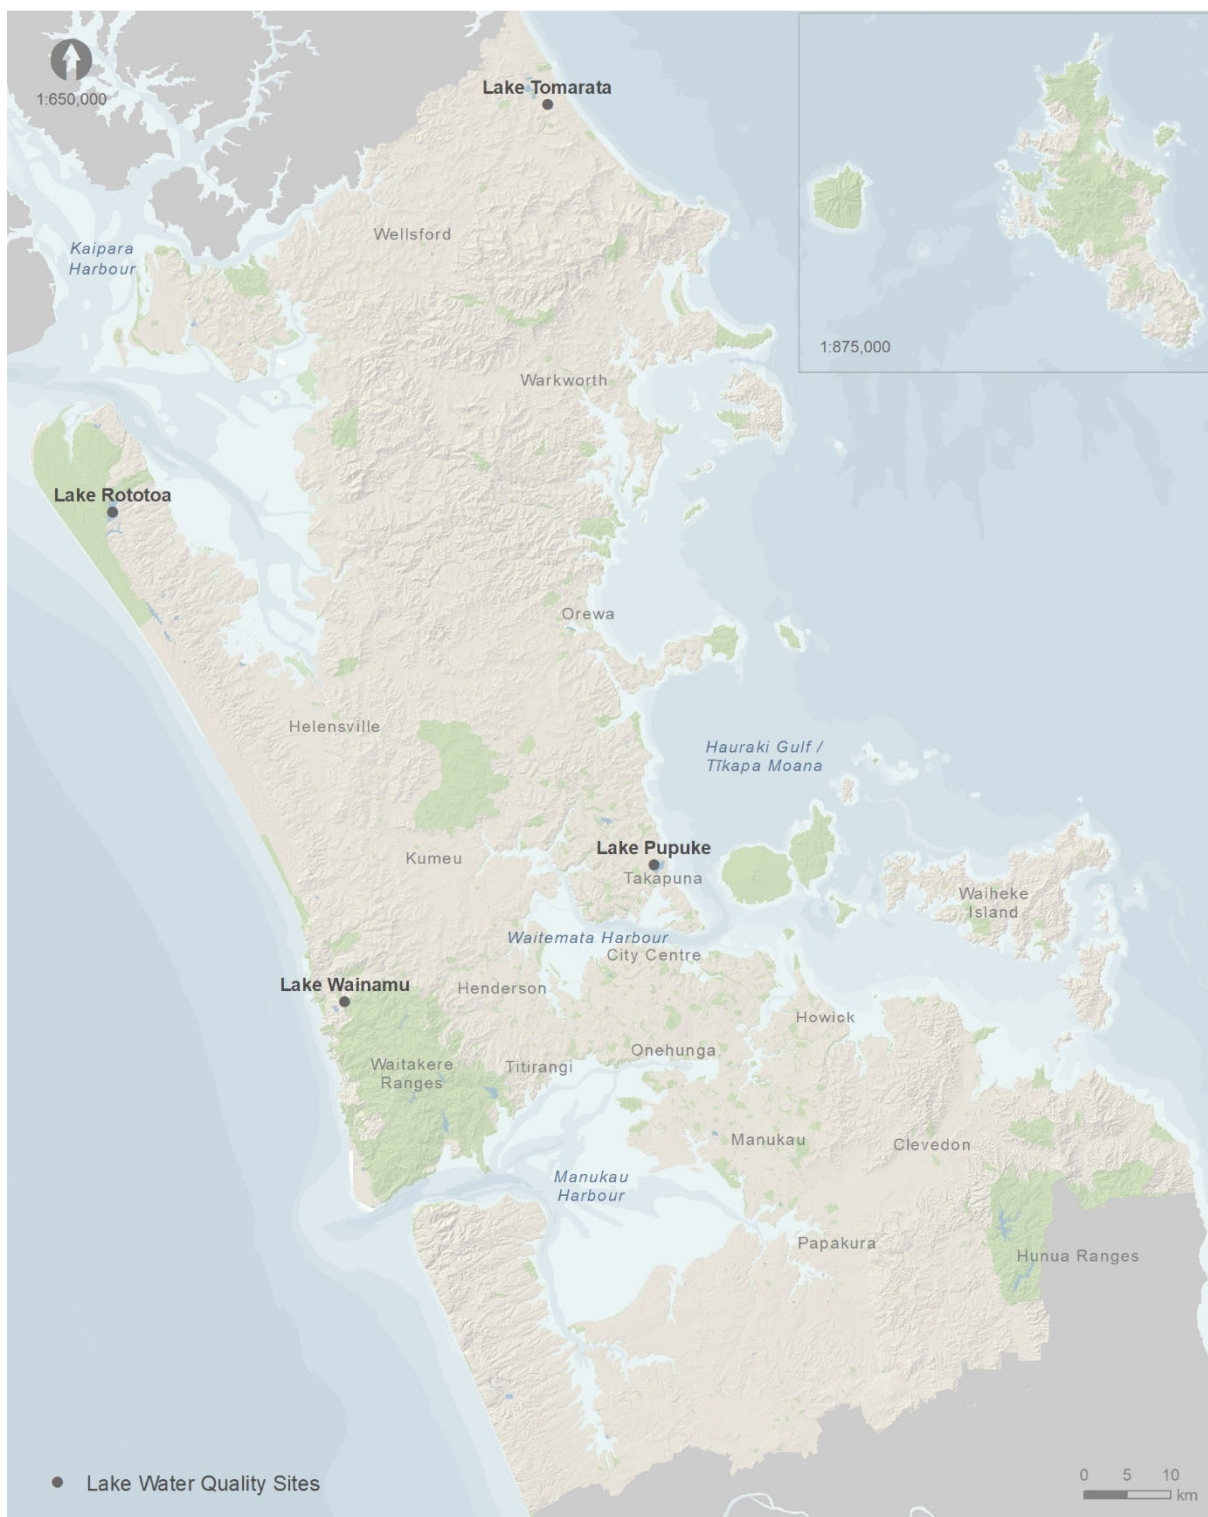 1:650,000
Lake Tomarata
Wellsford
Kaipara
Harbour
1:875,000
Warkworth
Lake Rototoa
Orewa
Helensville
Hauraki Gulf /
Tīkapa Moana
Lake Pupuke
Kumeu
Takapuna
Waiheke
Island
Waitemata Harbour
City Centre
Lake Wainamu
Henderson
Howick
Onehunga
Waitakere
Ranges
Titirangi
Manukau
Clevedon
Manukau
Harbour
Papakura
Hunua Ranges
Lake Water Quality Sites
0 5 10
km